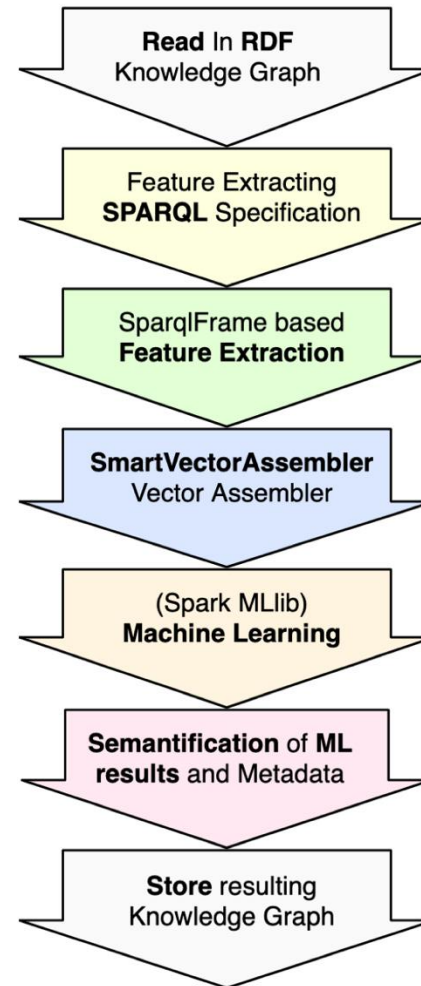 Read In RDF
Knowledge Graph
Feature Extracting
SPARQL Specification
SparqlFrame based
Feature Extraction
SmartVectorAssembler
Vector Assembler
(Spark MLlib)
Machine Learning
Semantification of ML
results and Metadata
Store resulting
Knowledge Graph